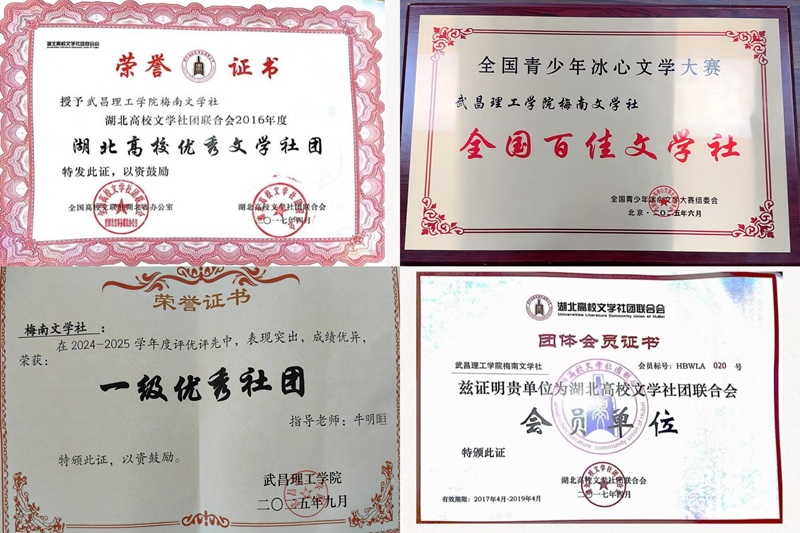 湖北高校文学社团联合会
荣誉 证书
授予武昌理工学院梅南文学社
湖北高校文学社团联合会2016年度
湖北高校优秀文学社团
特发此证，以资鼓励
全国高校文联湖北省办公室
湖北高校文学社团联合会
二〇一七年四月
全国青少年冰心文学大赛
武昌理工学院梅南文学社
全国百佳文学社
全国青少年冰心文学大赛组委会
北京·二〇二五年六月
荣誉证书
梅南文学社：
在2024-2025学年度评优评先中，表现突出，成绩优异，
荣获：
一级优秀社团
指导老师：牛明
特颁此证，以资鼓励。
武昌理工学院
二〇二五年九月
湖北高校文学社团联合会
Universities Literature Community Union of HuBei
团体会员证书
武昌理工学院梅南文学社 会员标号：HBWLA 020 号
兹证明贵单位为湖北高校文学社团联合会
会员单位
特颁此证
湖北高校文学社团联合会
二〇一七年四月
有效期限：2017年4月-2019年4月